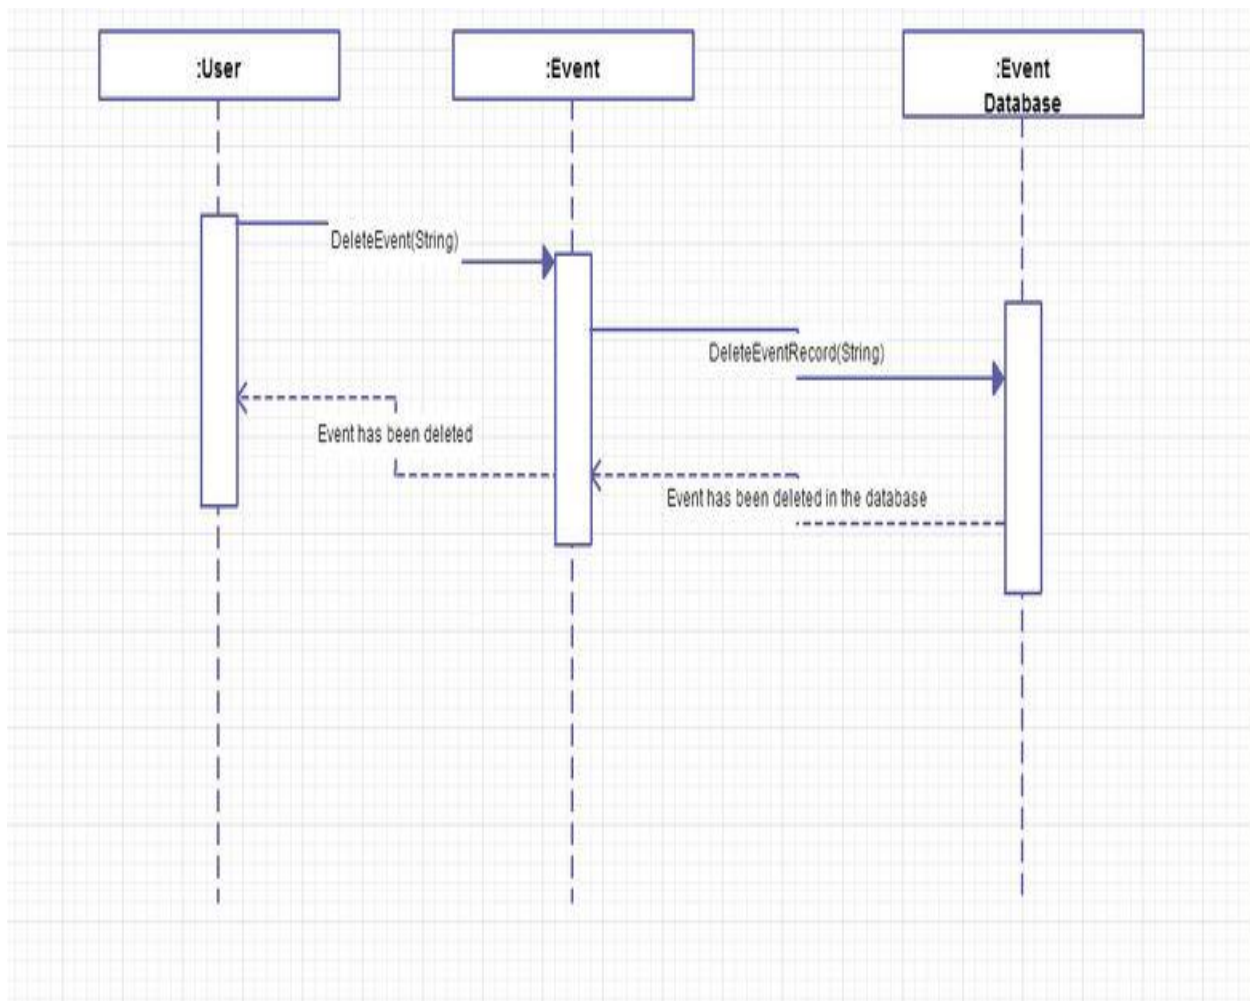 :User
:Event
:Event
Database
DeleteEvent(String)
DeleteEventRecord(String)
Event has been deleted
Event has been deleted in the database